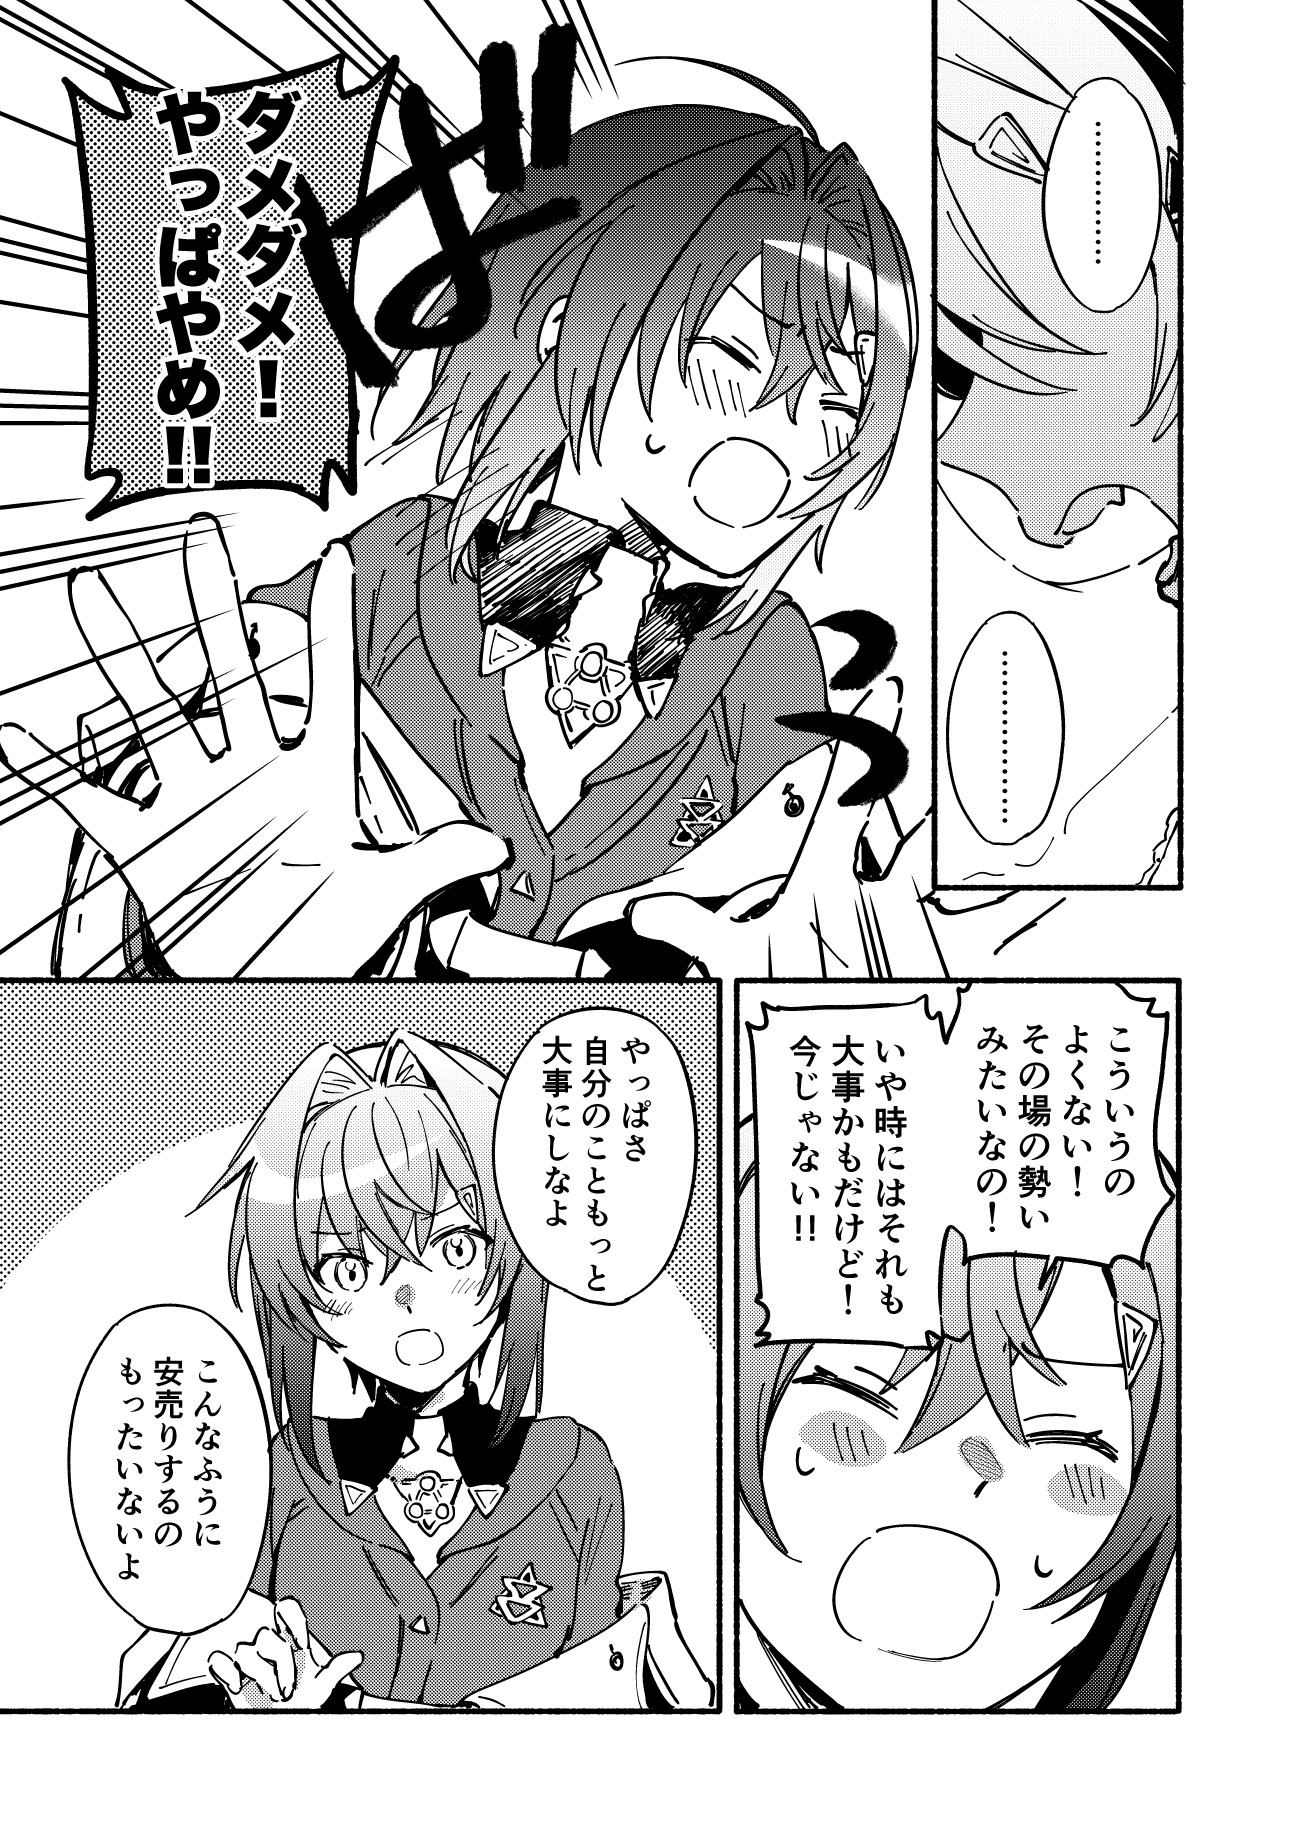 …………
…………
がばっ
ダメダメ！
やっぱやめ!!
こういうの
よくない！
その場の勢い
みたいなの！
いや時にはそれも
大事かもだけど！
今じゃない!!
やっぱさ
自分のこともっと
大事にしなよ
こんなふうに
安売りするの
もったいないよ